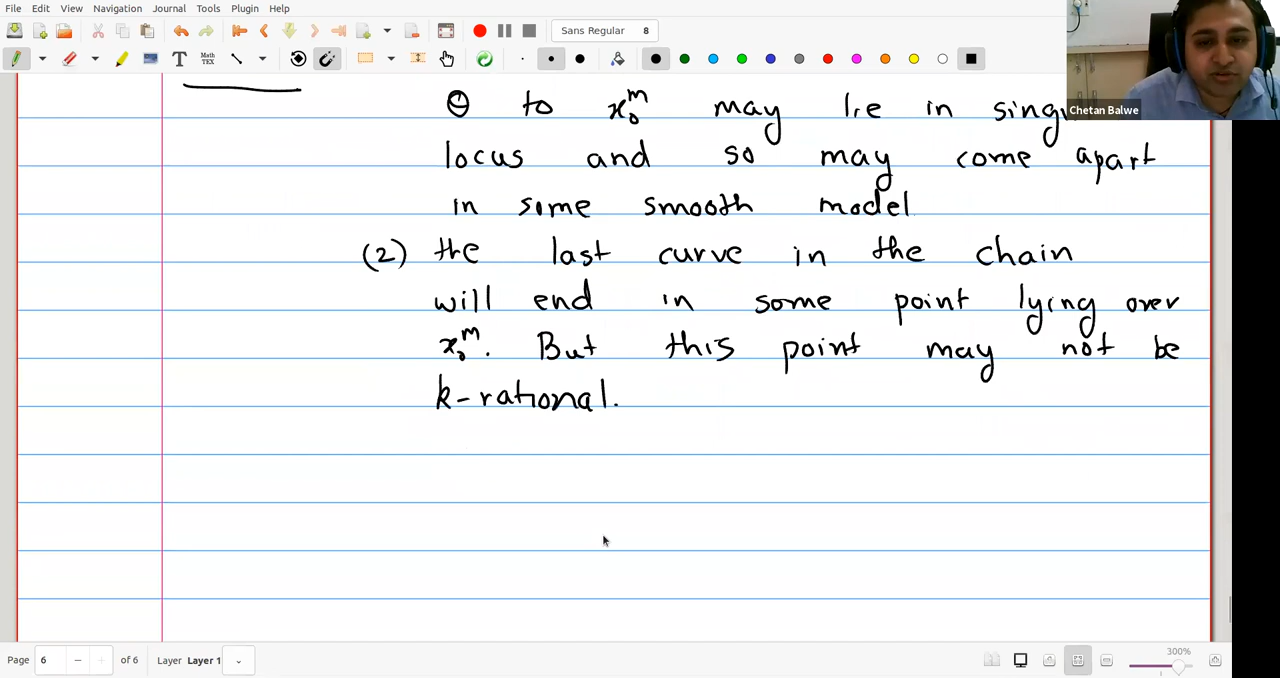 File Edit View Navigation Journal Tools Plugin Help
Sans Regular 8
Chetan Balwe
Θ to x₀ᵐ may lie in
locus and so may come apart
in some smooth model
(2) the last curve in the chain
will end in some point lying over
x₀ᵐ. But this point may not be
k-rational.
Page 6 of 6 Layer Layer 1 300%